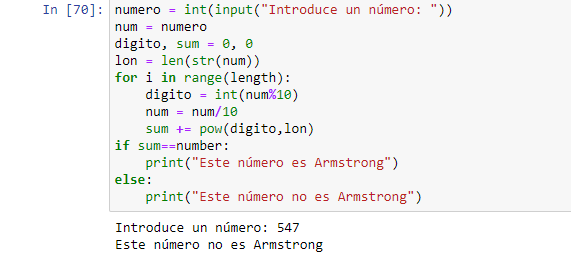 In [70]: numero = int(input("Introduce un número: "))
num = numero
digito, sum = 0, 0
lon = len(str(num))
for i in range(length):
    digito = int(num%10)
    num = num/10
    sum += pow(digito,lon)
if sum==number:
    print("Este número es Armstrong")
else:
    print("Este número no es Armstrong")
Introduce un número: 547
Este número no es Armstrong